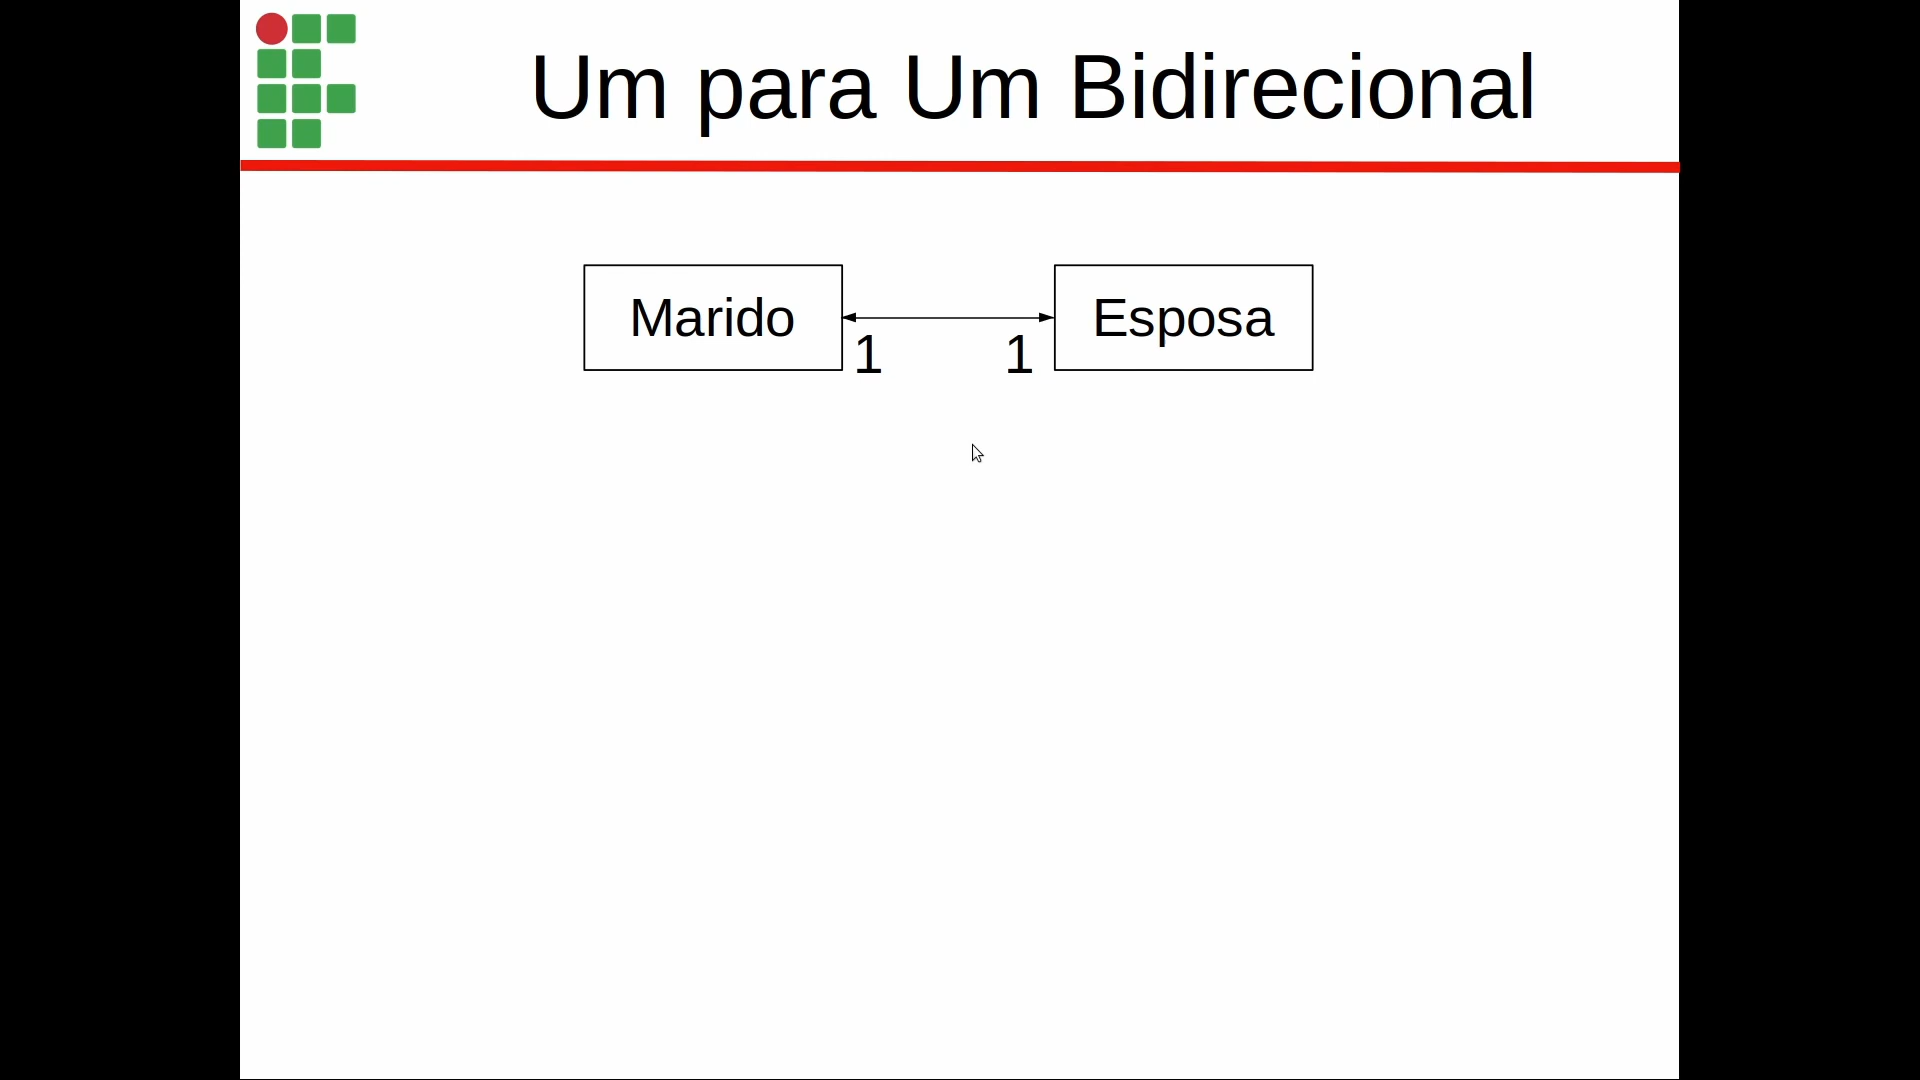 Um para Um Bidirecional
Marido
Esposa
1
1